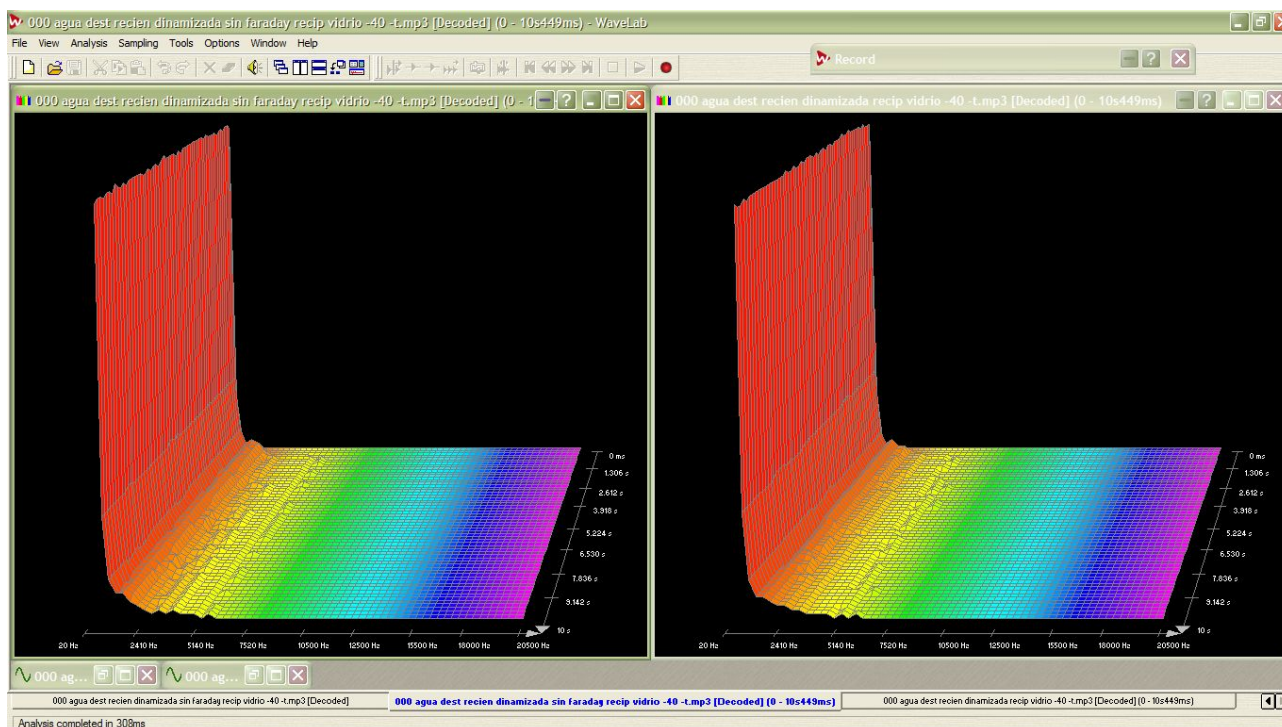 000 agua dest recien dinamizada sin faraday recip vidrio -40 -t.mp3 [Decoded] (0 - 10s449ms) - WaveLab
File View Analysis Sampling Tools Options Window Help
Record
000 agua dest recien dinamizada sin faraday recip vidrio -40 -t.mp3 [Decoded] (0 - 1
000 agua dest recien dinamizada recip vidrio -40 -t.mp3 [Decoded] (0 - 10s449ms)
0 ms
1.306 s
2.612 s
3.918 s
5.224 s
6.530 s
7.836 s
9.142 s
10 s
20 Hz 2410 Hz 5140 Hz 7520 Hz 10500 Hz 12500 Hz 15500 Hz 18000 Hz 20500 Hz
0 ms
1.306 s
2.612 s
3.918 s
5.224 s
6.530 s
7.836 s
9.142 s
10 s
20 Hz 2410 Hz 5140 Hz 7520 Hz 10500 Hz 12500 Hz 15500 Hz 18000 Hz 20500 Hz
000 ag... 000 ag...
000 agua dest recien dinamizada sin faraday recip vidrio -40 -t.mp3 [Decoded] 000 agua dest recien dinamizada sin faraday recip vidrio -40 -t.mp3 [Decoded] (0 - 10s449ms) 000 agua dest recien dinamizada recip vidrio -40 -t.mp3 [Decoded] (0 - 10s449ms)
Analysis completed in 308ms